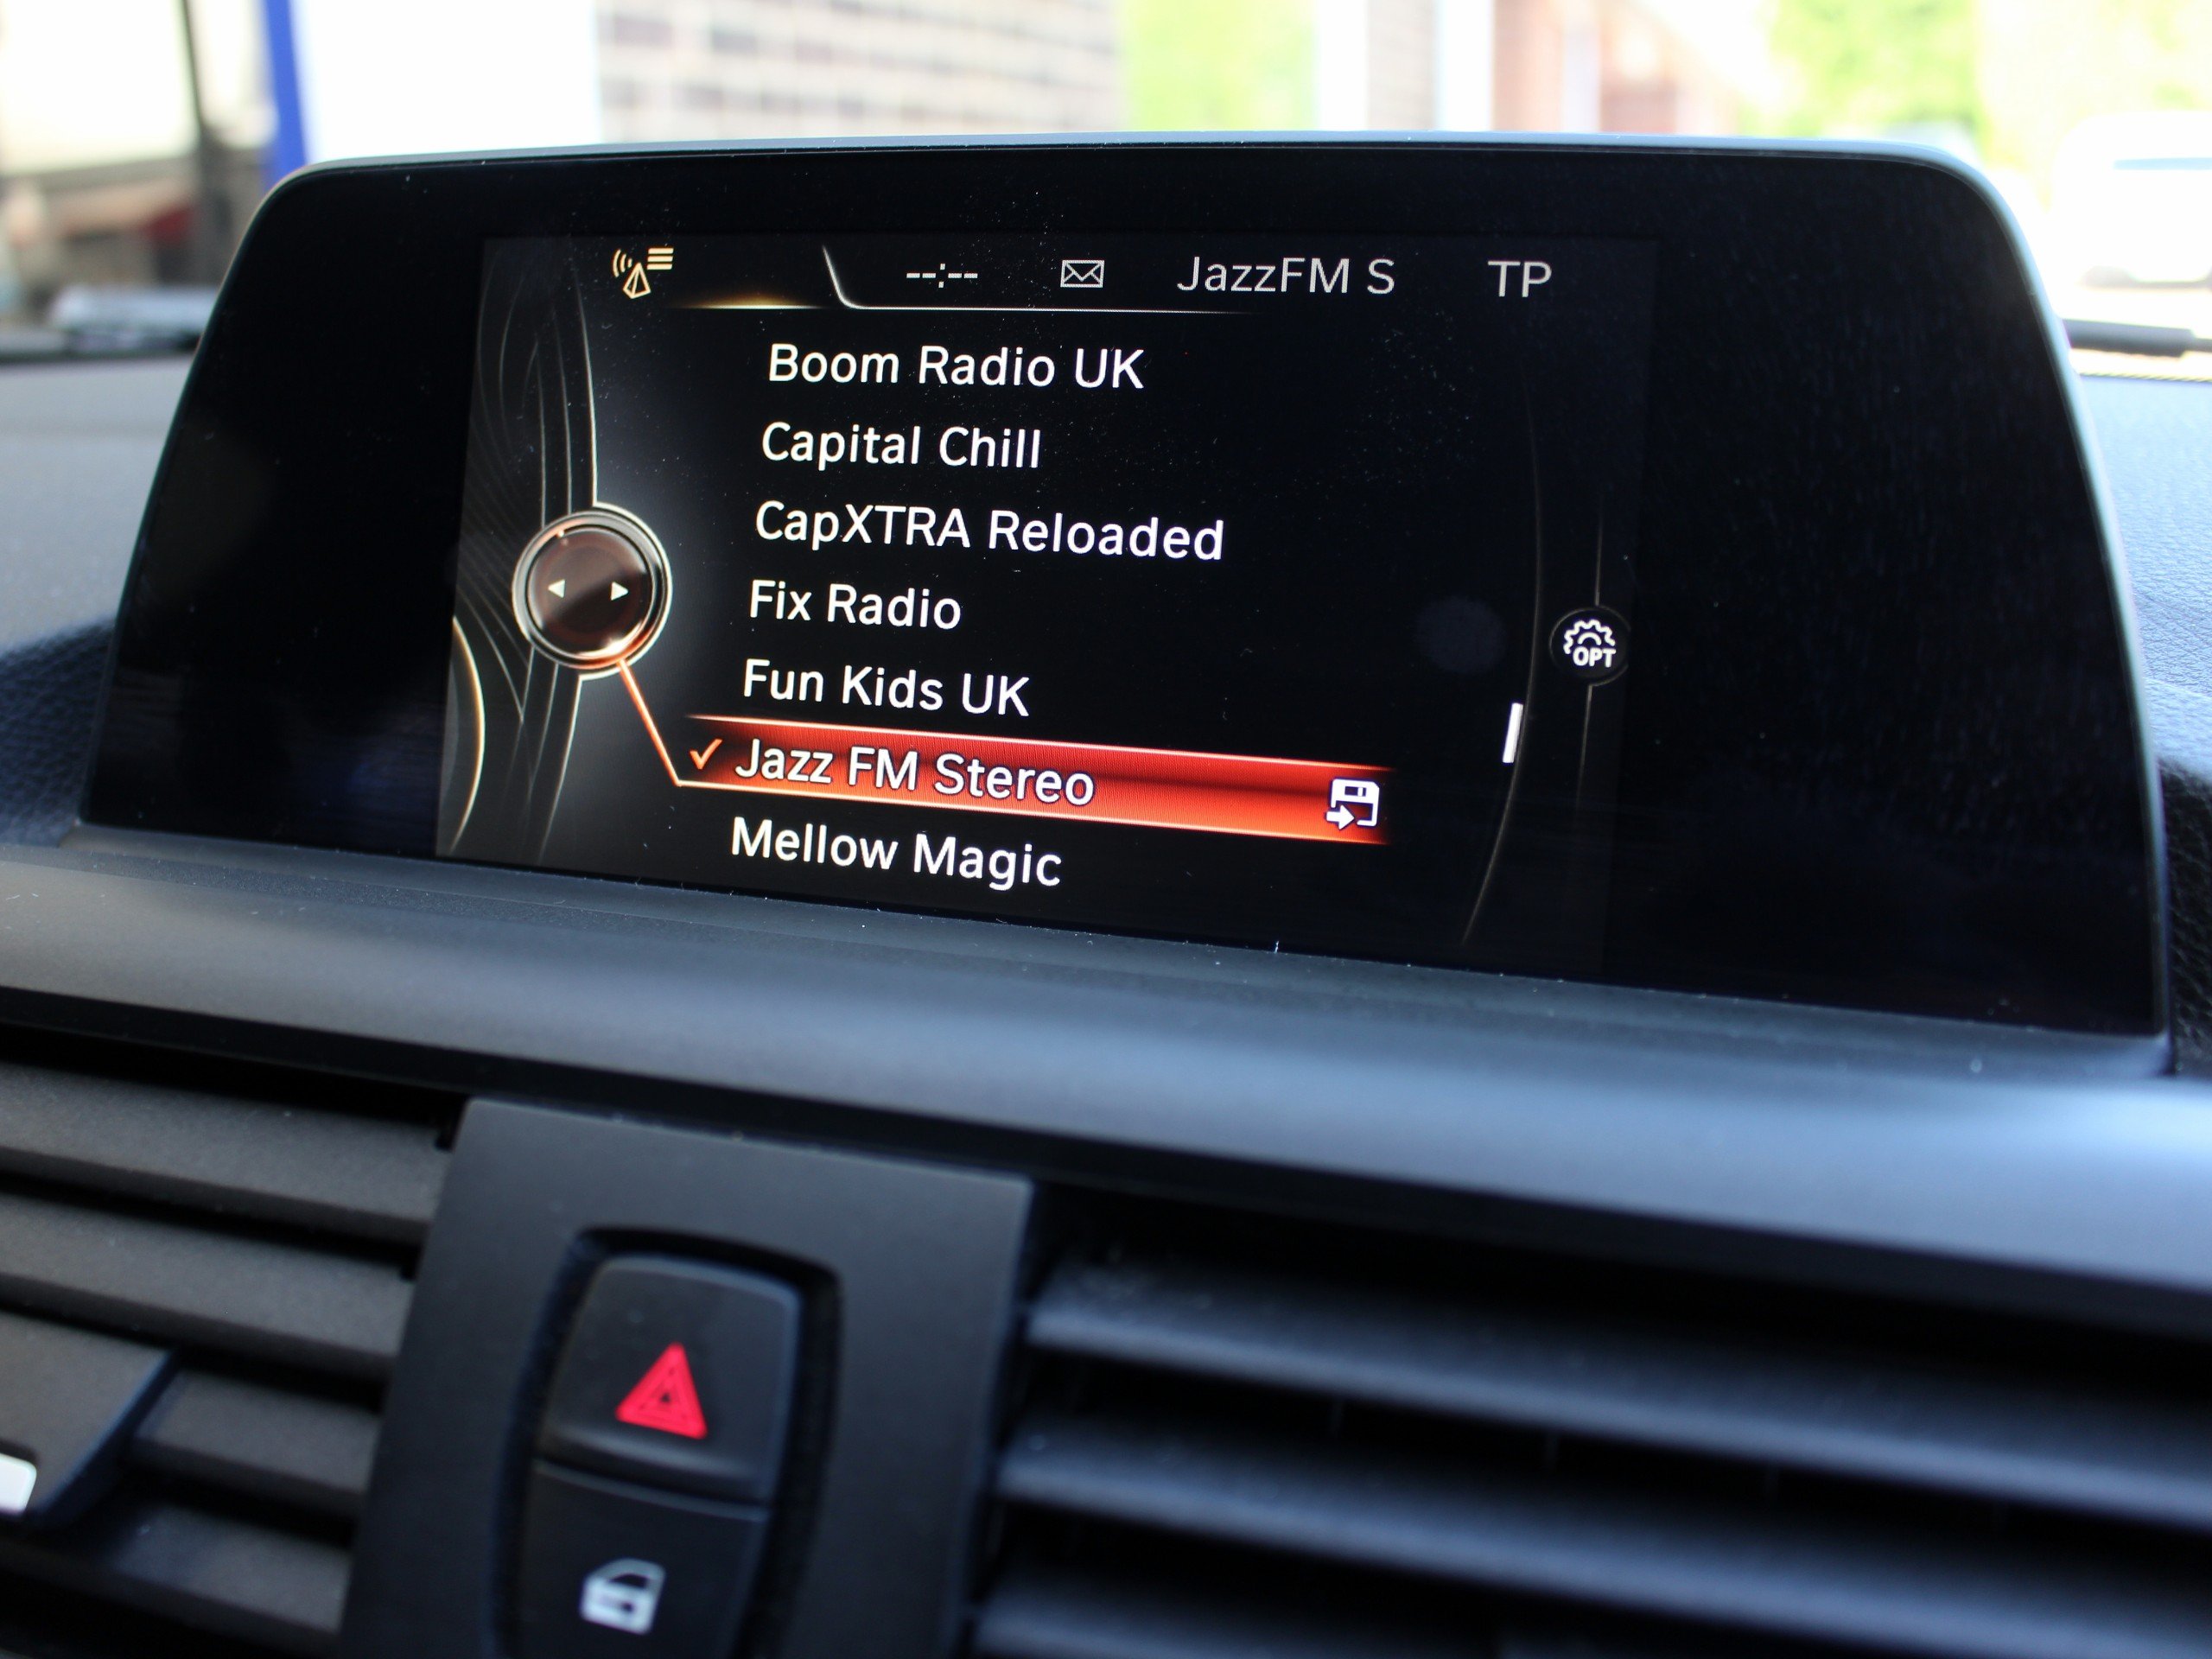 --:-- JazzFM S TP
Boom Radio UK
Capital Chill
CapXTRA Reloaded
Fix Radio
Fun Kids UK
OPT
Jazz FM Stereo
Mellow Magic